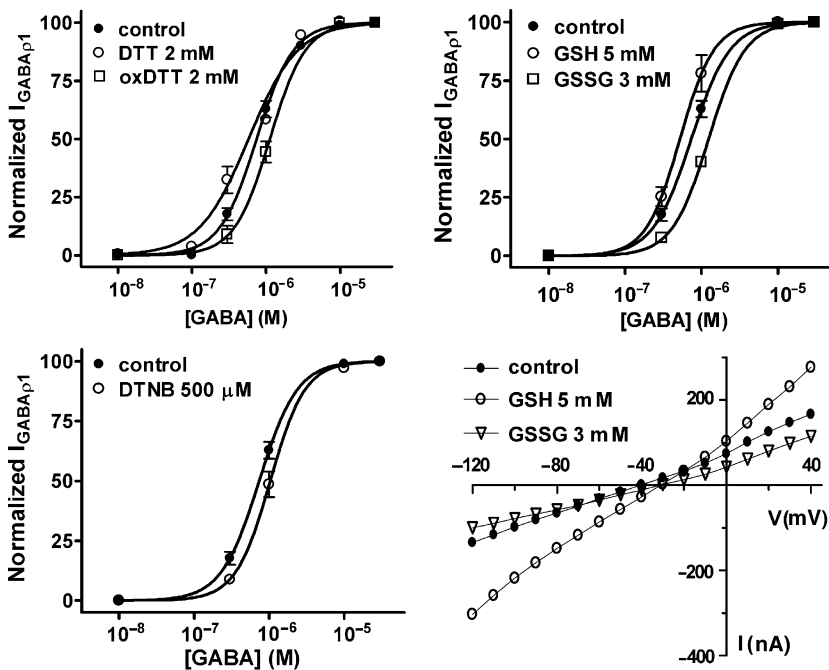 control
DTT 2 mM
oxDTT 2 mM
Normalized I GABAρ1
100
75
50
25
0
10⁻⁸ 10⁻⁷ 10⁻⁶ 10⁻⁵
[GABA] (M)
control
GSH 5 mM
GSSG 3 mM
Normalized I GABAρ1
100
75
50
25
0
10⁻⁸ 10⁻⁷ 10⁻⁶ 10⁻⁵
[GABA] (M)
control
DTNB 500 µM
Normalized I GABAρ1
100
75
50
25
0
10⁻⁸ 10⁻⁷ 10⁻⁶ 10⁻⁵
[GABA] (M)
control
GSH 5 mM
GSSG 3 mM
200
−120 −80 −40 0 40
V(mV)
−200
−400
I (nA)